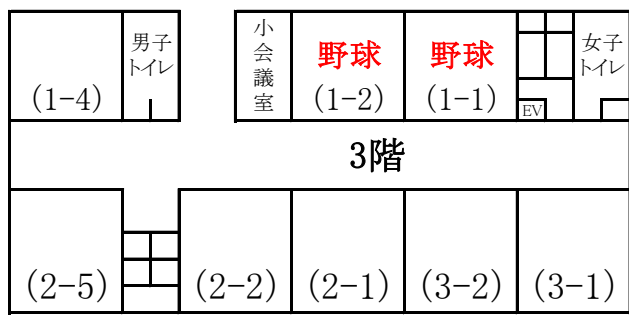 (1-4)
男子
トイレ
小会議室
野球
(1-2)
野球
(1-1)
EV
女子
トイレ
3階
(2-5)
(2-2)
(2-1)
(3-2)
(3-1)